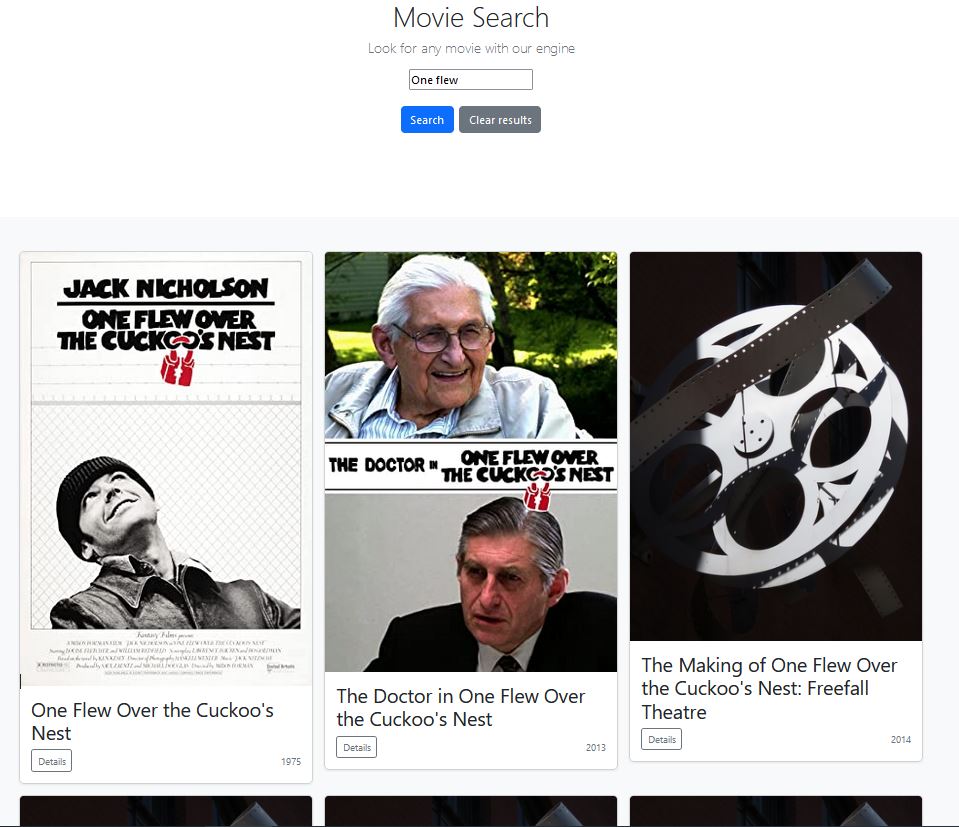 Movie Search
Look for any movie with our engine
One flew
Search
Clear results
JACK NICHOLSON
ONE FLEW OVER
THE CUCKOO'S NEST
Fantasy Films presents
One Flew Over the Cuckoo's
Nest
Details
1975
THE DOCTOR IN ONE FLEW OVER
THE CUCKOO'S NEST
The Doctor in One Flew Over
the Cuckoo's Nest
Details
2013
The Making of One Flew Over
the Cuckoo's Nest: Freefall
Theatre
Details
2014